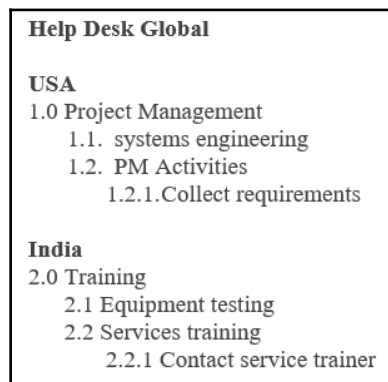 Help Desk Global
USA
1.0 Project Management
1.1. systems engineering
1.2. PM Activities
1.2.1.Collect requirements
India
2.0 Training
2.1 Equipment testing
2.2 Services training
2.2.1 Contact service trainer